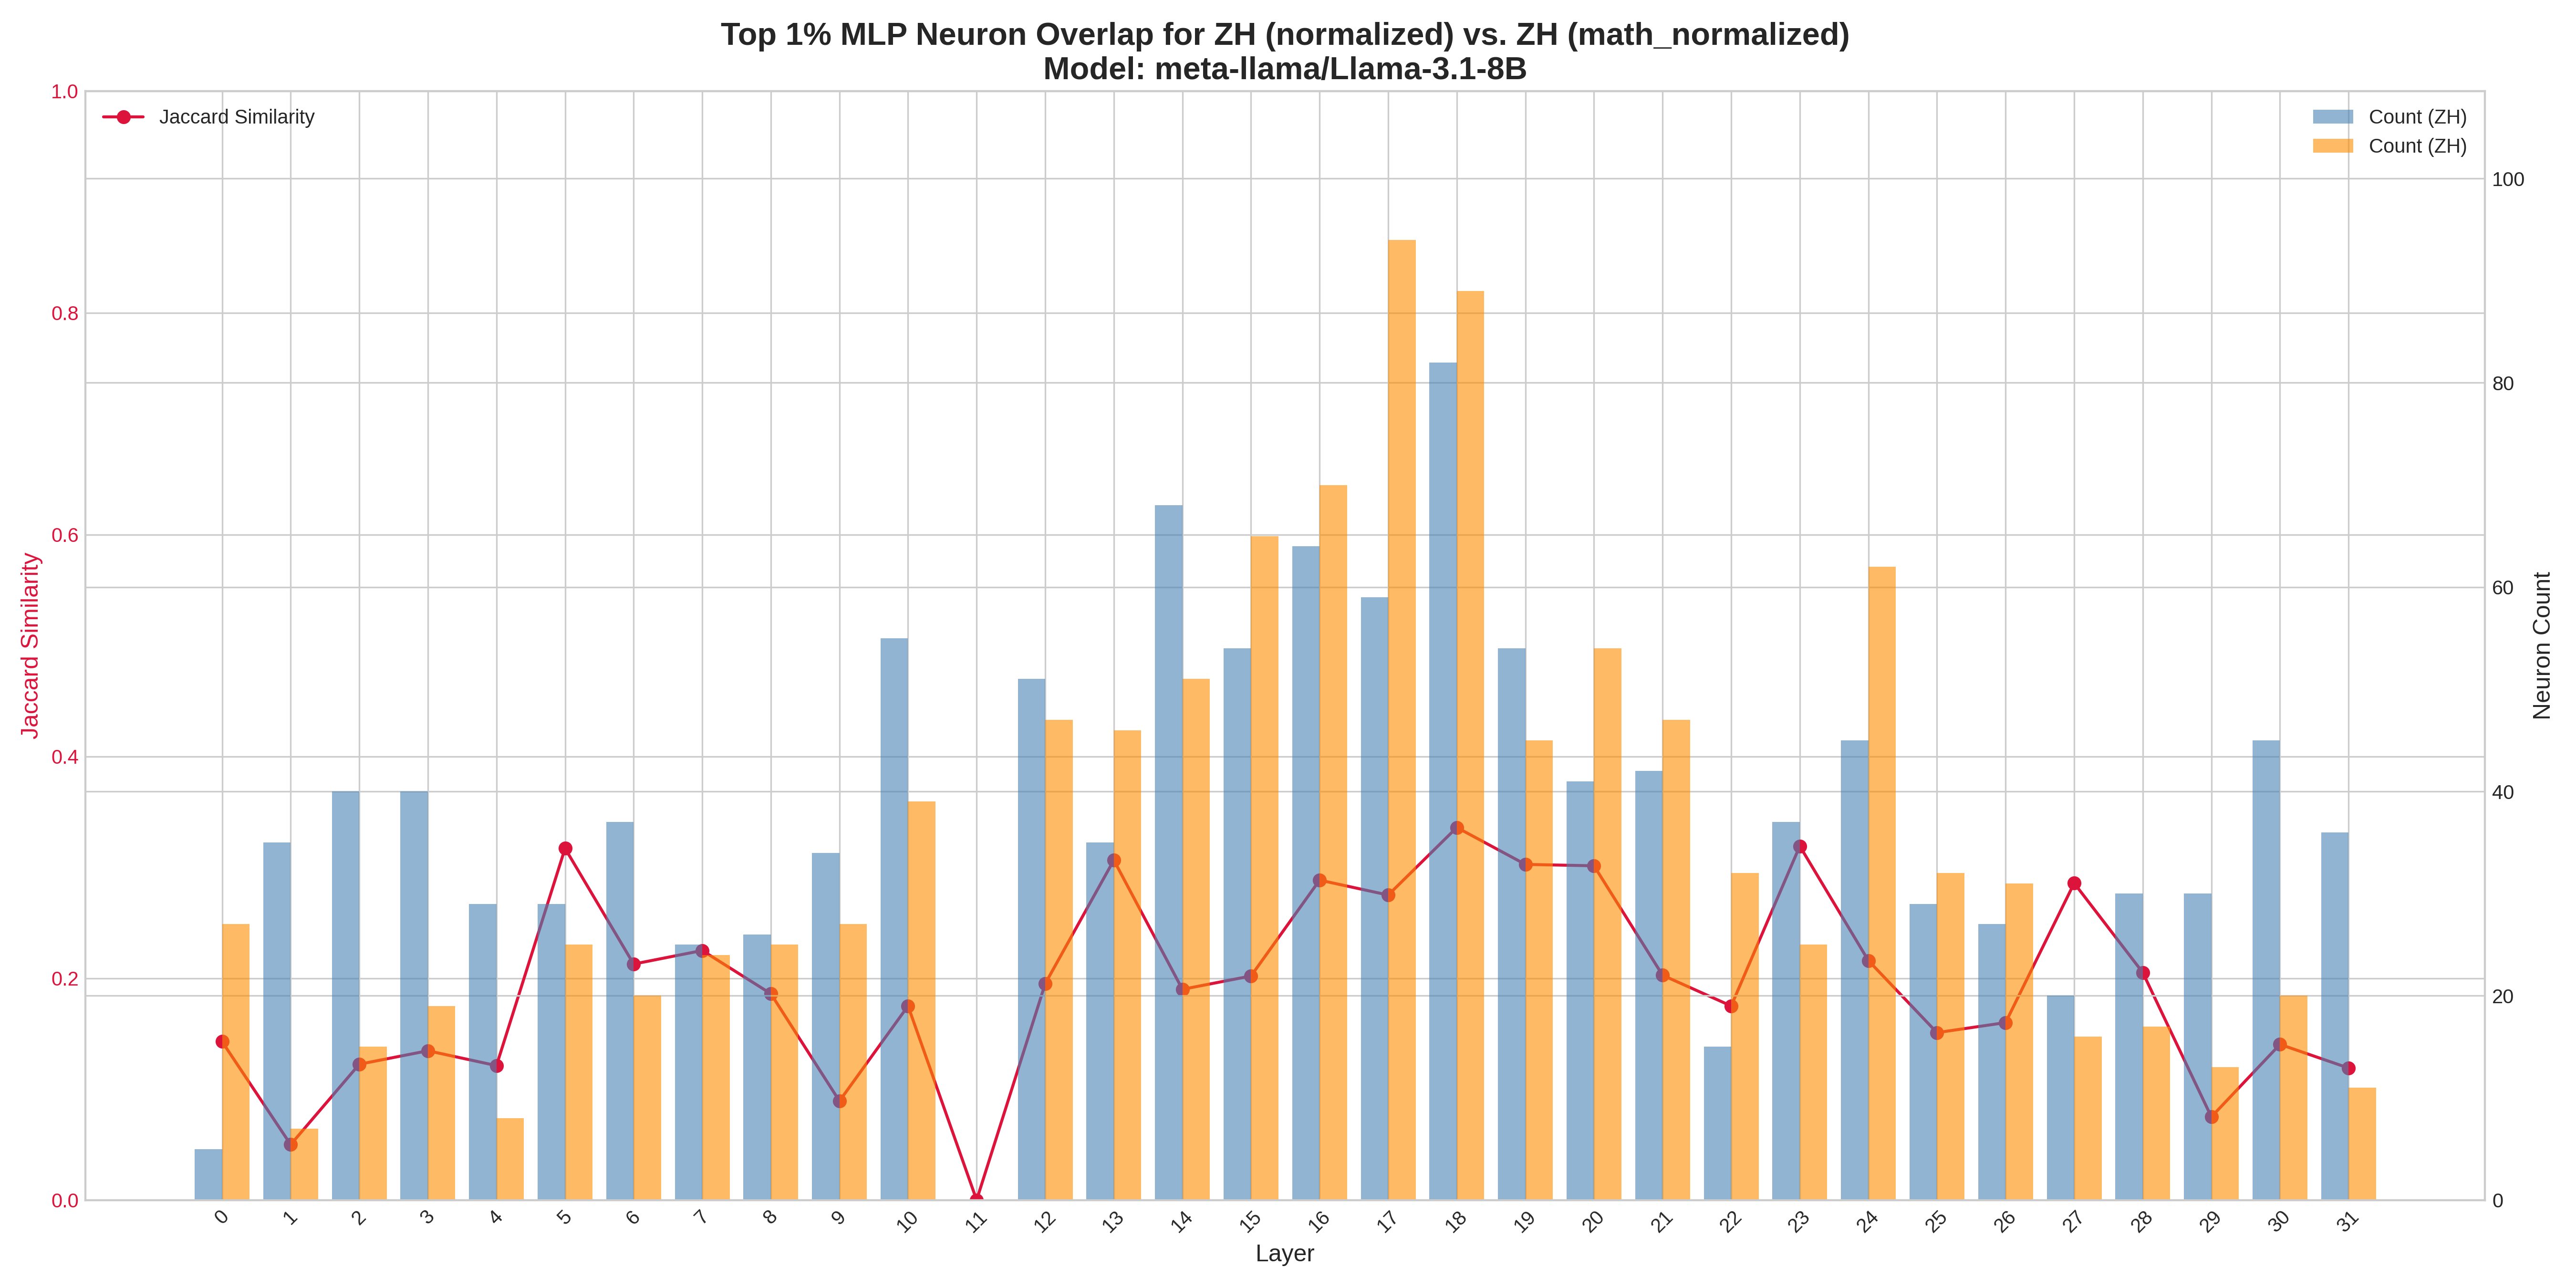 Top 1% MLP Neuron Overlap for ZH (normalized) vs. ZH (math_normalized)
Model: meta-llama/Llama-3.1-8B
Jaccard Similarity
Count (ZH)
Count (ZH)
Jaccard Similarity
1.0
0.8
0.6
0.4
0.2
0.0
Neuron Count
100
80
60
40
20
0
0 1 2 3 4 5 6 7 8 9 10 11 12 13 14 15 16 17 18 19 20 21 22 23 24 25 26 27 28 29 30 31
Layer